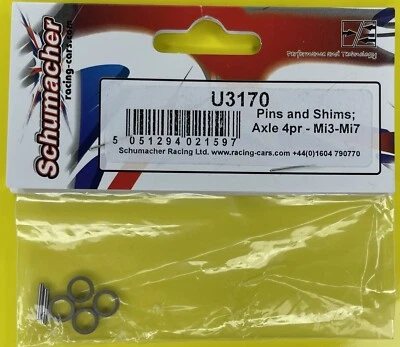 Schumacher
racing-cars.com
Performance and Technology
U3170
Pins and Shims;
Axle 4pr - Mi3-Mi7
5 051294 021597
Schumacher Racing Ltd. www.racing-cars.com +44(0)1604 790770